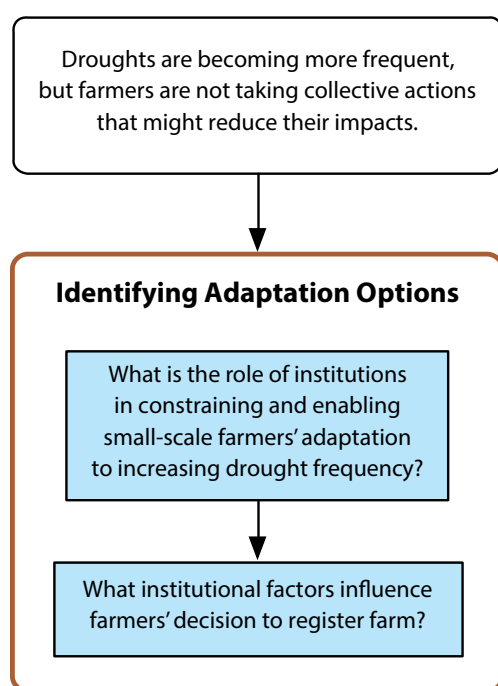 Droughts are becoming more frequent,
but farmers are not taking collective actions
that might reduce their impacts.
Identifying Adaptation Options
What is the role of institutions
in constraining and enabling
small-scale farmers’ adaptation
to increasing drought frequency?
What institutional factors influence
farmers’ decision to register farm?